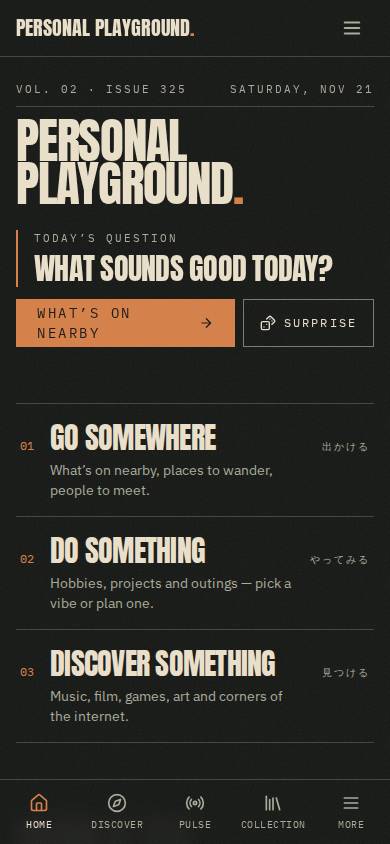 PERSONAL PLAYGROUND.
VOL. 02 · ISSUE 325 SATURDAY, NOV 21
PERSONAL
PLAYGROUND.
TODAY’S QUESTION
WHAT SOUNDS GOOD TODAY?
WHAT’S ON
NEARBY
SURPRISE
01 GO SOMEWHERE 出かける
What’s on nearby, places to wander,
people to meet.
02 DO SOMETHING やってみる
Hobbies, projects and outings — pick a
vibe or plan one.
03 DISCOVER SOMETHING 見つける
Music, film, games, art and corners of
the internet.
HOME DISCOVER PULSE COLLECTION MORE